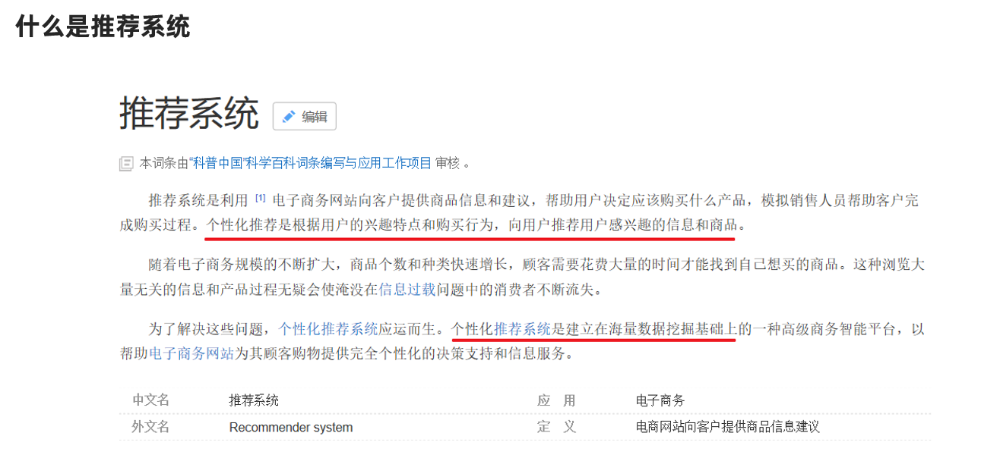 什么是推荐系统
推荐系统 编辑
本词条由“科普中国”科学百科词条编写与应用工作项目 审核 。
推荐系统是利用 [1] 电子商务网站向客户提供商品信息和建议，帮助用户决定应该购买什么产品，模拟销售人员帮助客户完
成购买过程。个性化推荐是根据用户的兴趣特点和购买行为，向用户推荐用户感兴趣的信息和商品。
随着电子商务规模的不断扩大，商品个数和种类快速增长，顾客需要花费大量的时间才能找到自己想买的商品。这种浏览大
量无关的信息和产品过程无疑会使淹没在信息过载问题中的消费者不断流失。
为了解决这些问题，个性化推荐系统应运而生。个性化推荐系统是建立在海量数据挖掘基础上的一种高级商务智能平台，以
帮助电子商务网站为其顾客购物提供完全个性化的决策支持和信息服务。
中文名 推荐系统 应 用 电子商务
外文名 Recommender system 定 义 电商网站向客户提供商品信息建议